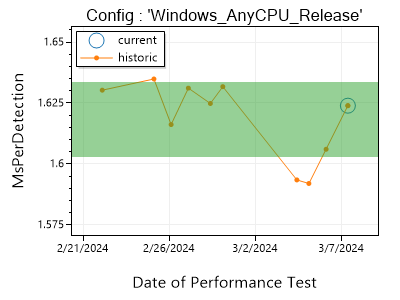 Config : 'Windows_AnyCPU_Release'
current
historic
MsPerDetection
1.65
1.625
1.6
1.575
2/21/2024 2/26/2024 3/2/2024 3/7/2024
Date of Performance Test